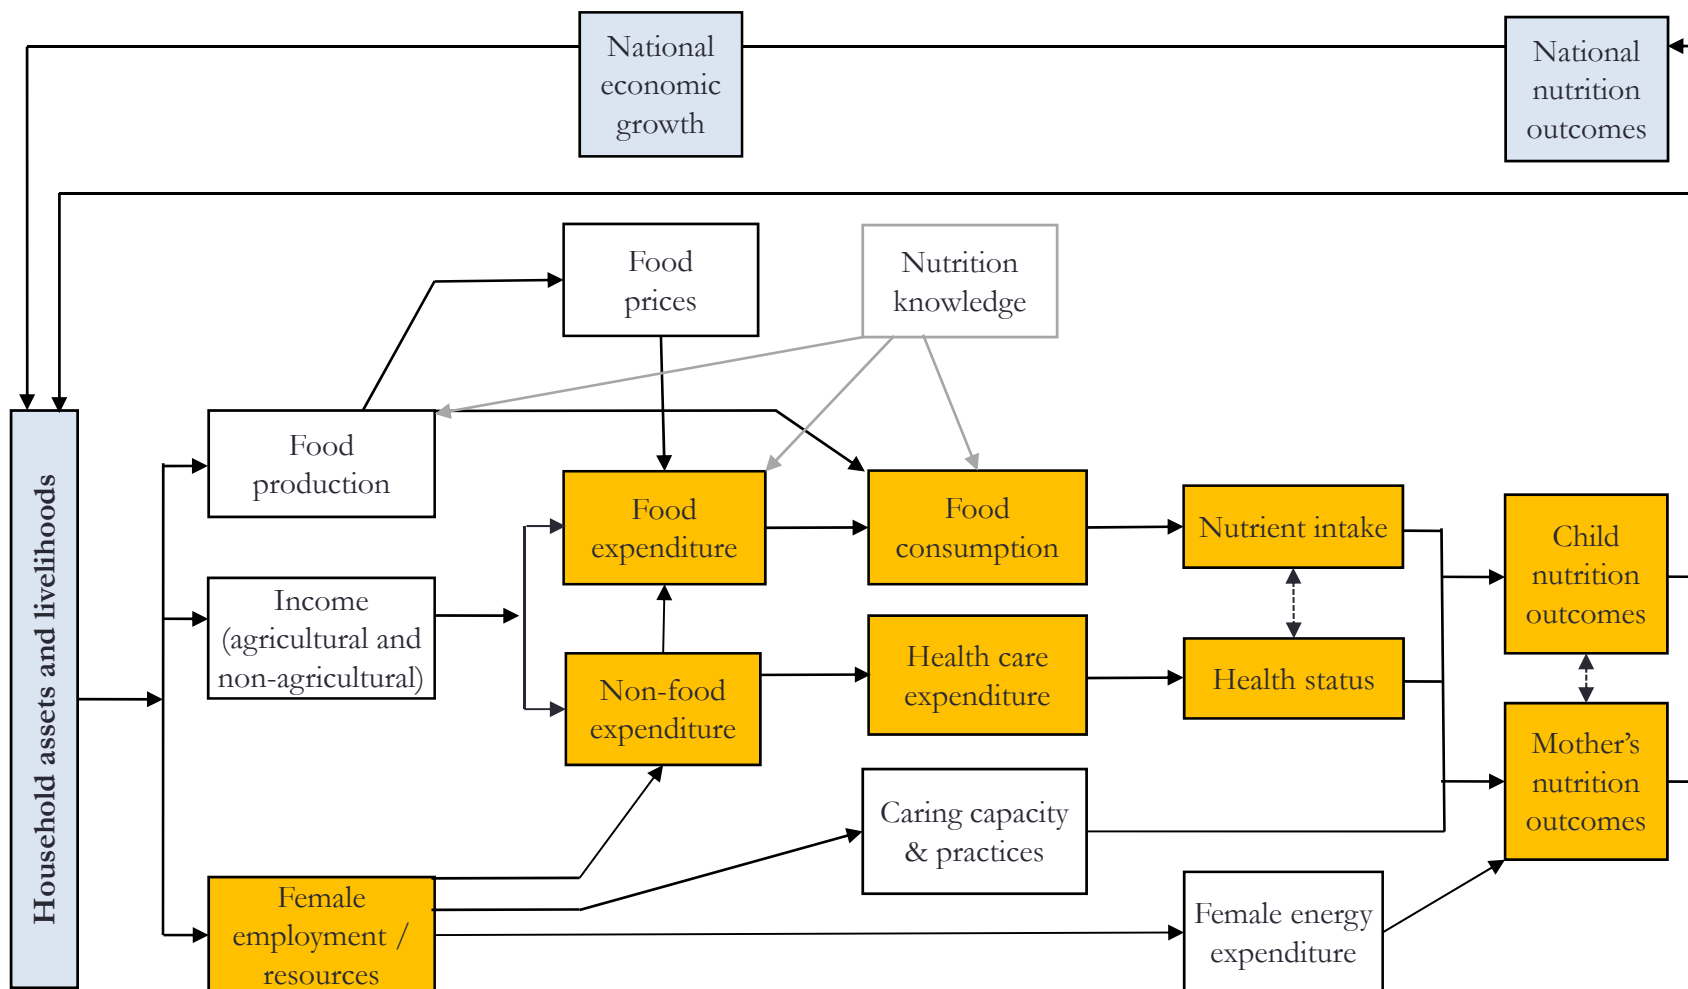 National
economic
growth
National
nutrition
outcomes
Food
prices
Nutrition
knowledge
Household assets and livelihoods
Food
production
Food
expenditure
Food
consumption
Nutrient intake
Child
nutrition
outcomes
Income
(agricultural and
non-agricultural)
Non-food
expenditure
Health care
expenditure
Health status
Mother’s
nutrition
outcomes
Caring capacity
& practices
Female
employment /
resources
Female energy
expenditure